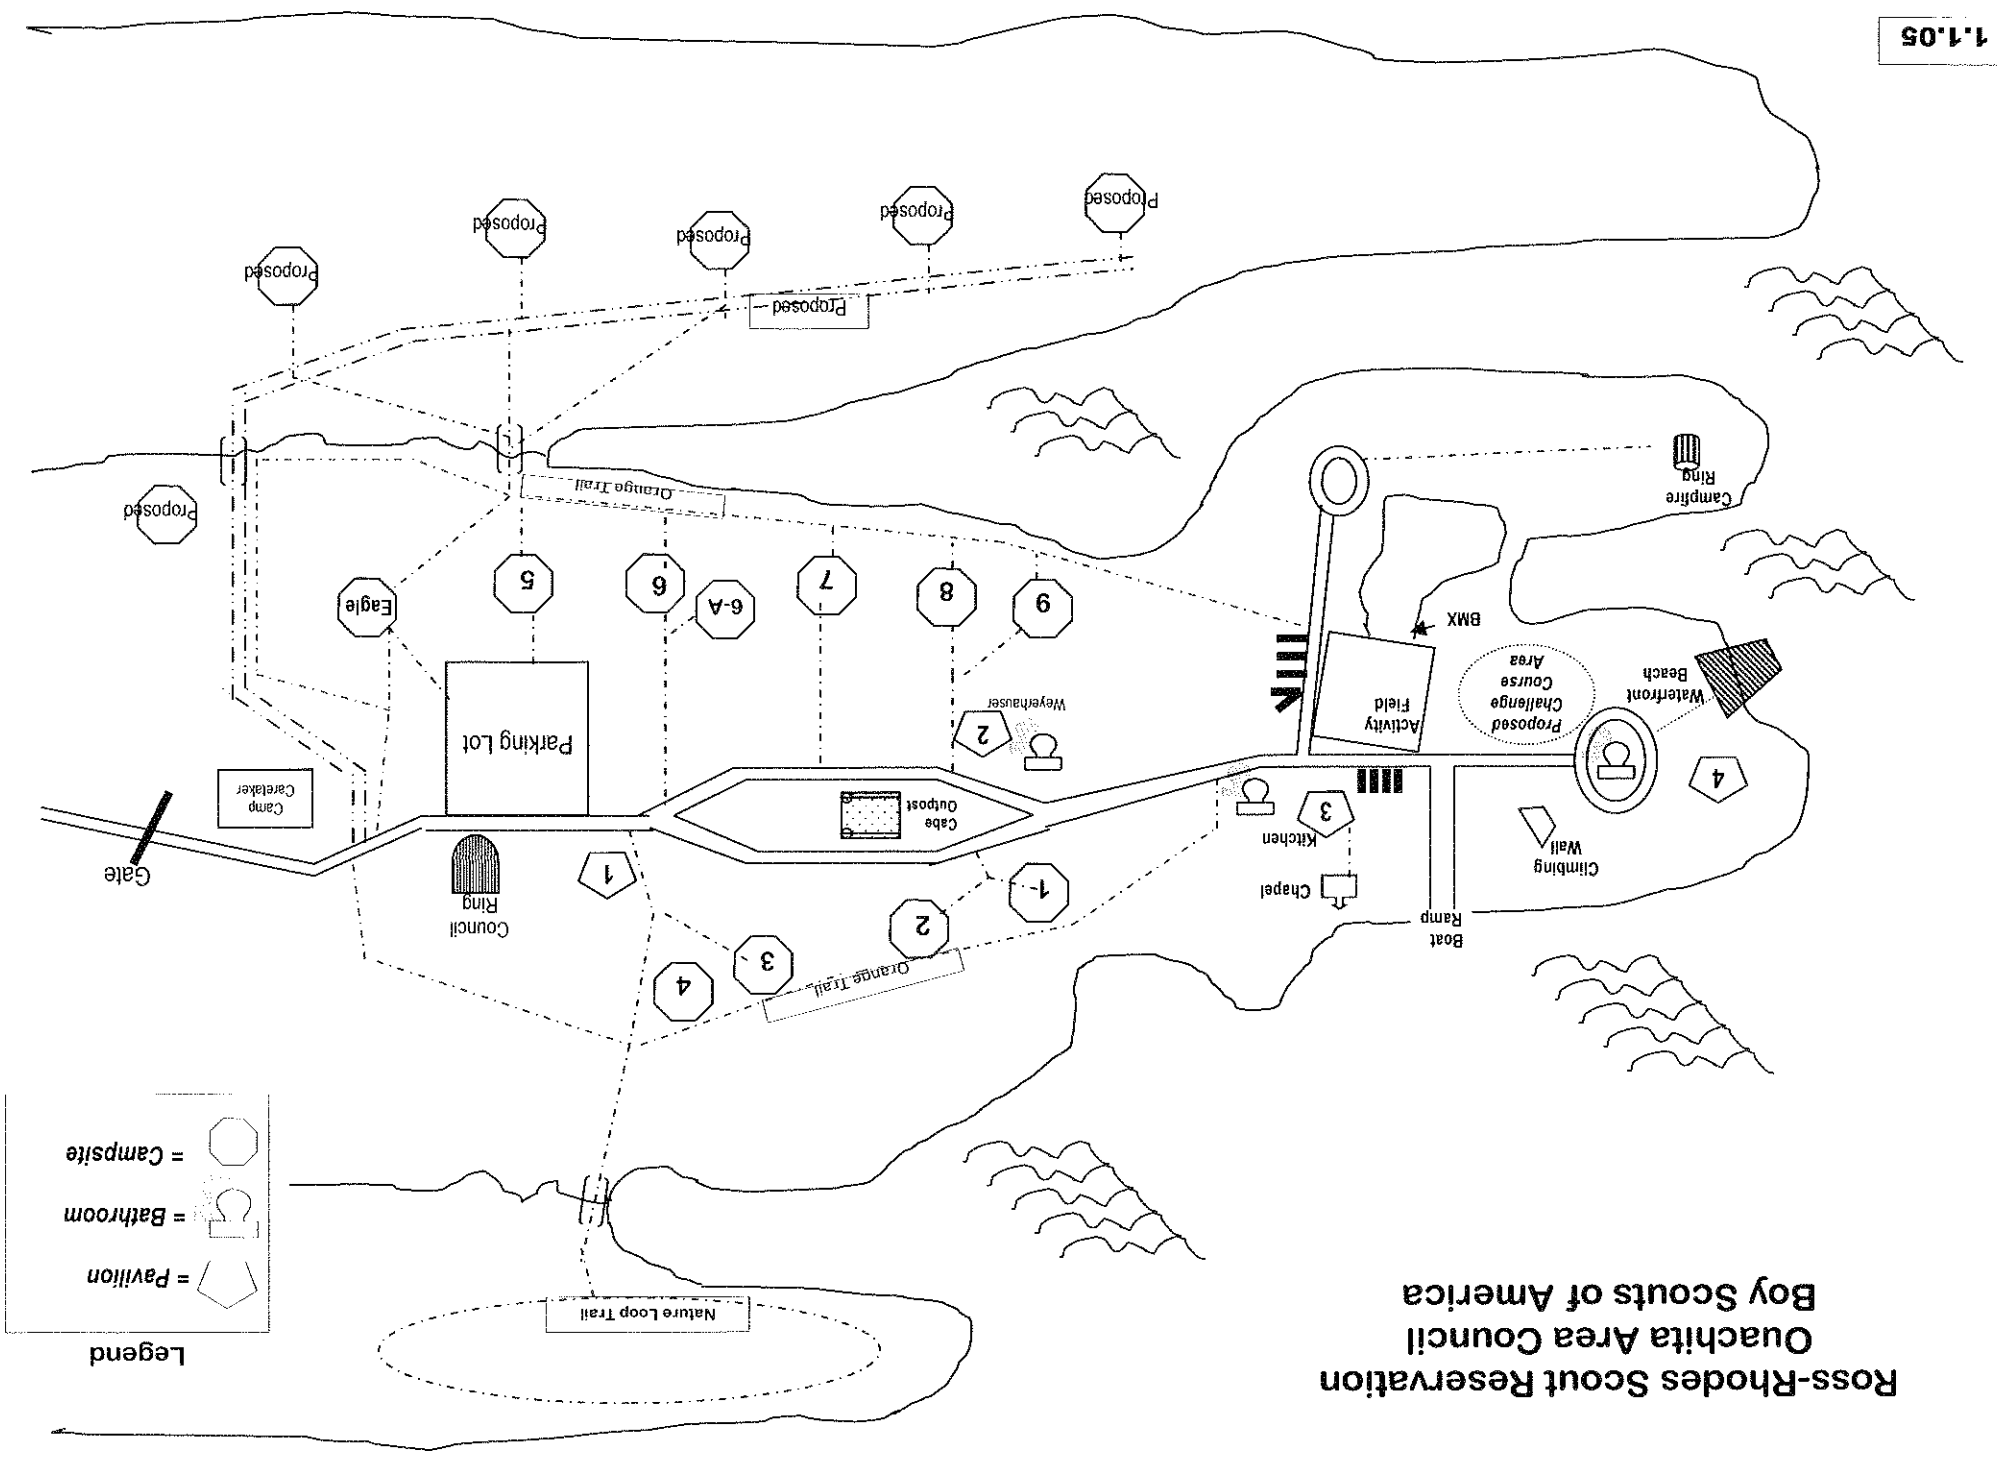 Ross-Rhodes Scout Reservation
Ouachita Area Council
Boy Scouts of America
Legend
= Pavilion
= Bathroom
= Campsite
Nature Loop Trail
Orange Trail
4
3
2
1
1
Council
Ring
Gate
Camp
Caretaker
Parking Lot
Cabe
Outpost
Boat
Ramp
Chapel
Kitchen
3
Climbing
Wall
4
Waterfront
Beach
Proposed
Challenge
Course
Area
Activity
Field
BMX
2
Weyerhauser
9
8
7
6-A
6
5
Eagle
Orange Trail
Campfire
Ring
Proposed
Proposed
Proposed
Proposed
Proposed
Proposed
Proposed
1.1.05